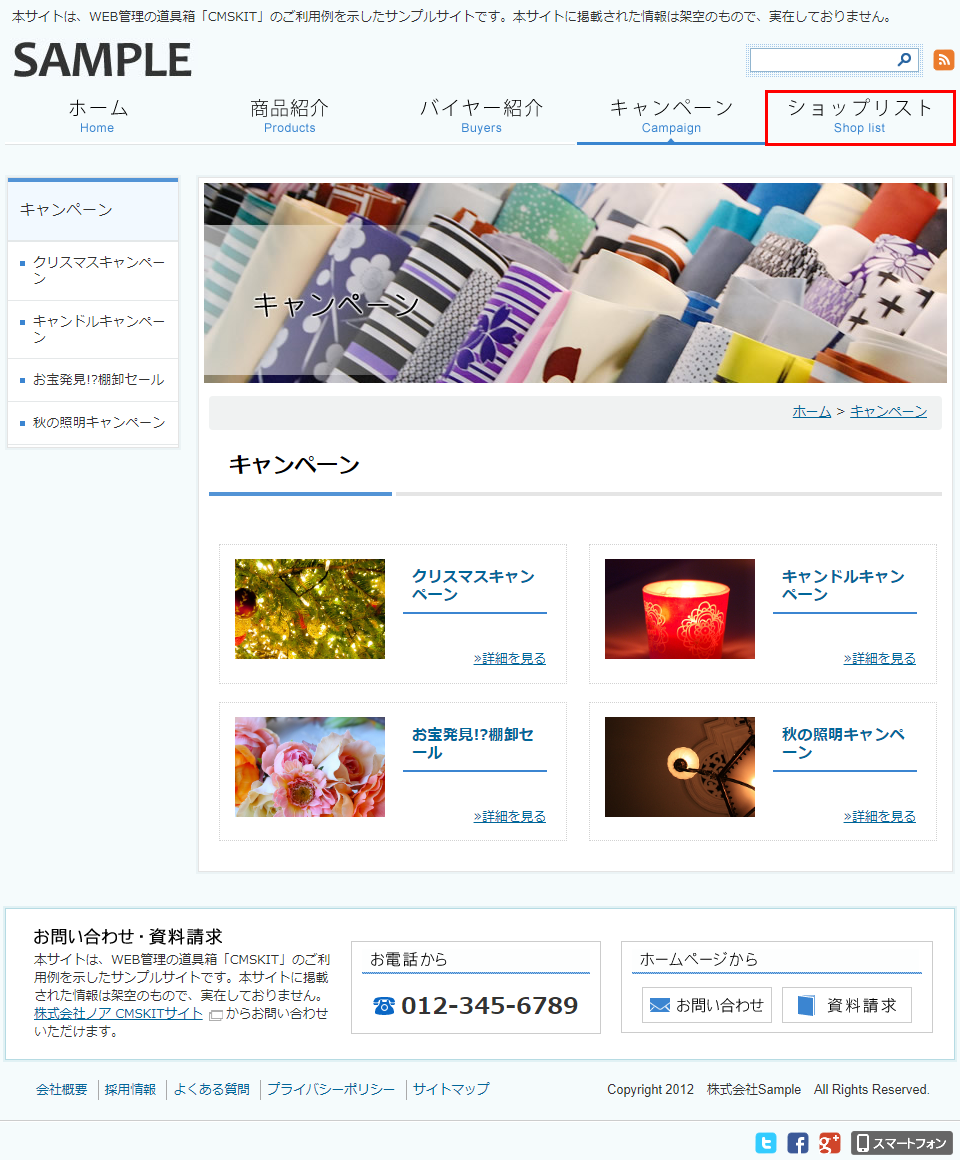 本サイトは、WEB管理の道具箱「CMSKIT」のご利用例を示したサンプルサイトです。本サイトに掲載された情報は架空のもので、実在しておりません。
SAMPLE
ホーム
Home
商品紹介
Products
バイヤー紹介
Buyers
キャンペーン
Campaign
ショップリスト
Shop list
キャンペーン
クリスマスキャンペー
ン
キャンドルキャンペー
ン
お宝発見!?棚卸セール
秋の照明キャンペーン
キャンペーン
ホーム > キャンペーン
キャンペーン
クリスマスキャン
ペーン
»詳細を見る
キャンドルキャン
ペーン
»詳細を見る
お宝発見!?棚卸セ
ール
»詳細を見る
秋の照明キャンペ
ーン
»詳細を見る
お問い合わせ・資料請求
本サイトは、WEB管理の道具箱「CMSKIT」のご利
用例を示したサンプルサイトです。本サイトに掲載
された情報は架空のもので、実在しておりません。
株式会社ノア CMSKITサイト からお問い合わせ
いただけます。
お電話から
012-345-6789
ホームページから
お問い合わせ
資料請求
会社概要 採用情報 よくある質問 プライバシーポリシー サイトマップ
Copyright 2012 株式会社Sample All Rights Reserved.
スマートフォン